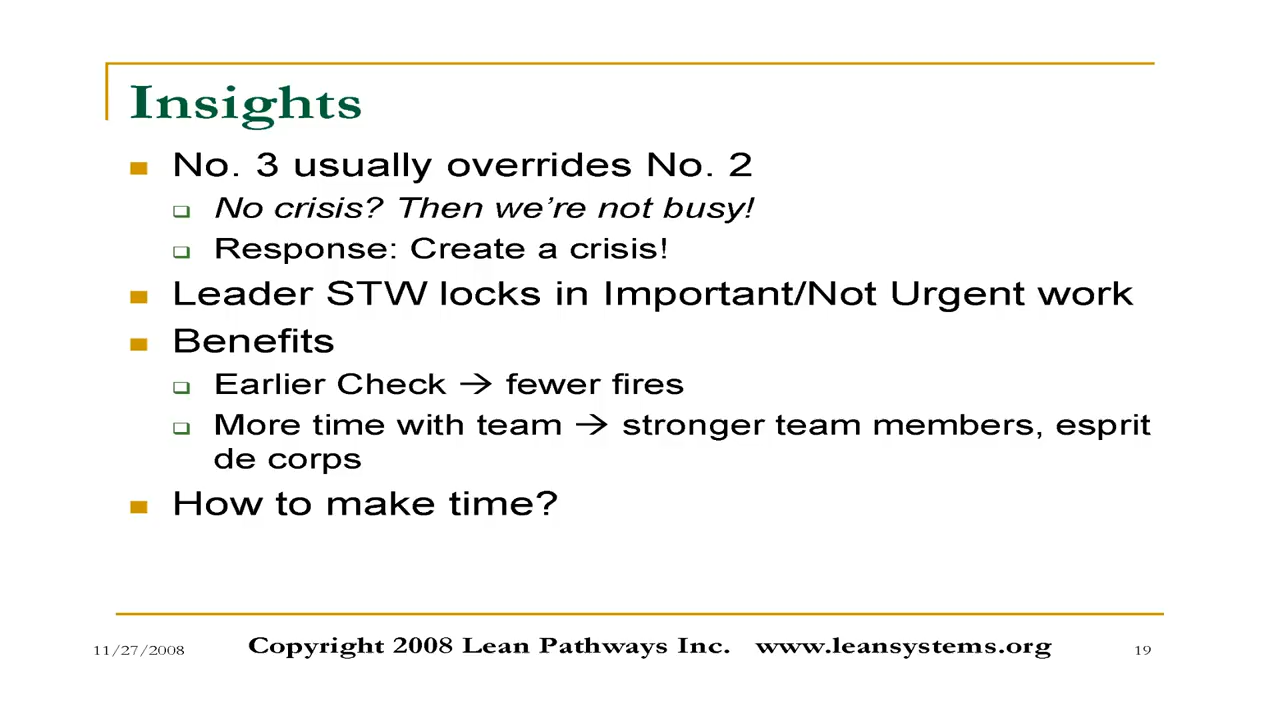 Insights
No. 3 usually overrides No. 2
No crisis? Then we're not busy!
Response: Create a crisis!
Leader STW locks in Important/Not Urgent work
Benefits
Earlier Check → fewer fires
More time with team → stronger team members, esprit
de corps
How to make time?
11/27/2008 Copyright 2008 Lean Pathways Inc. www.leansystems.org 19